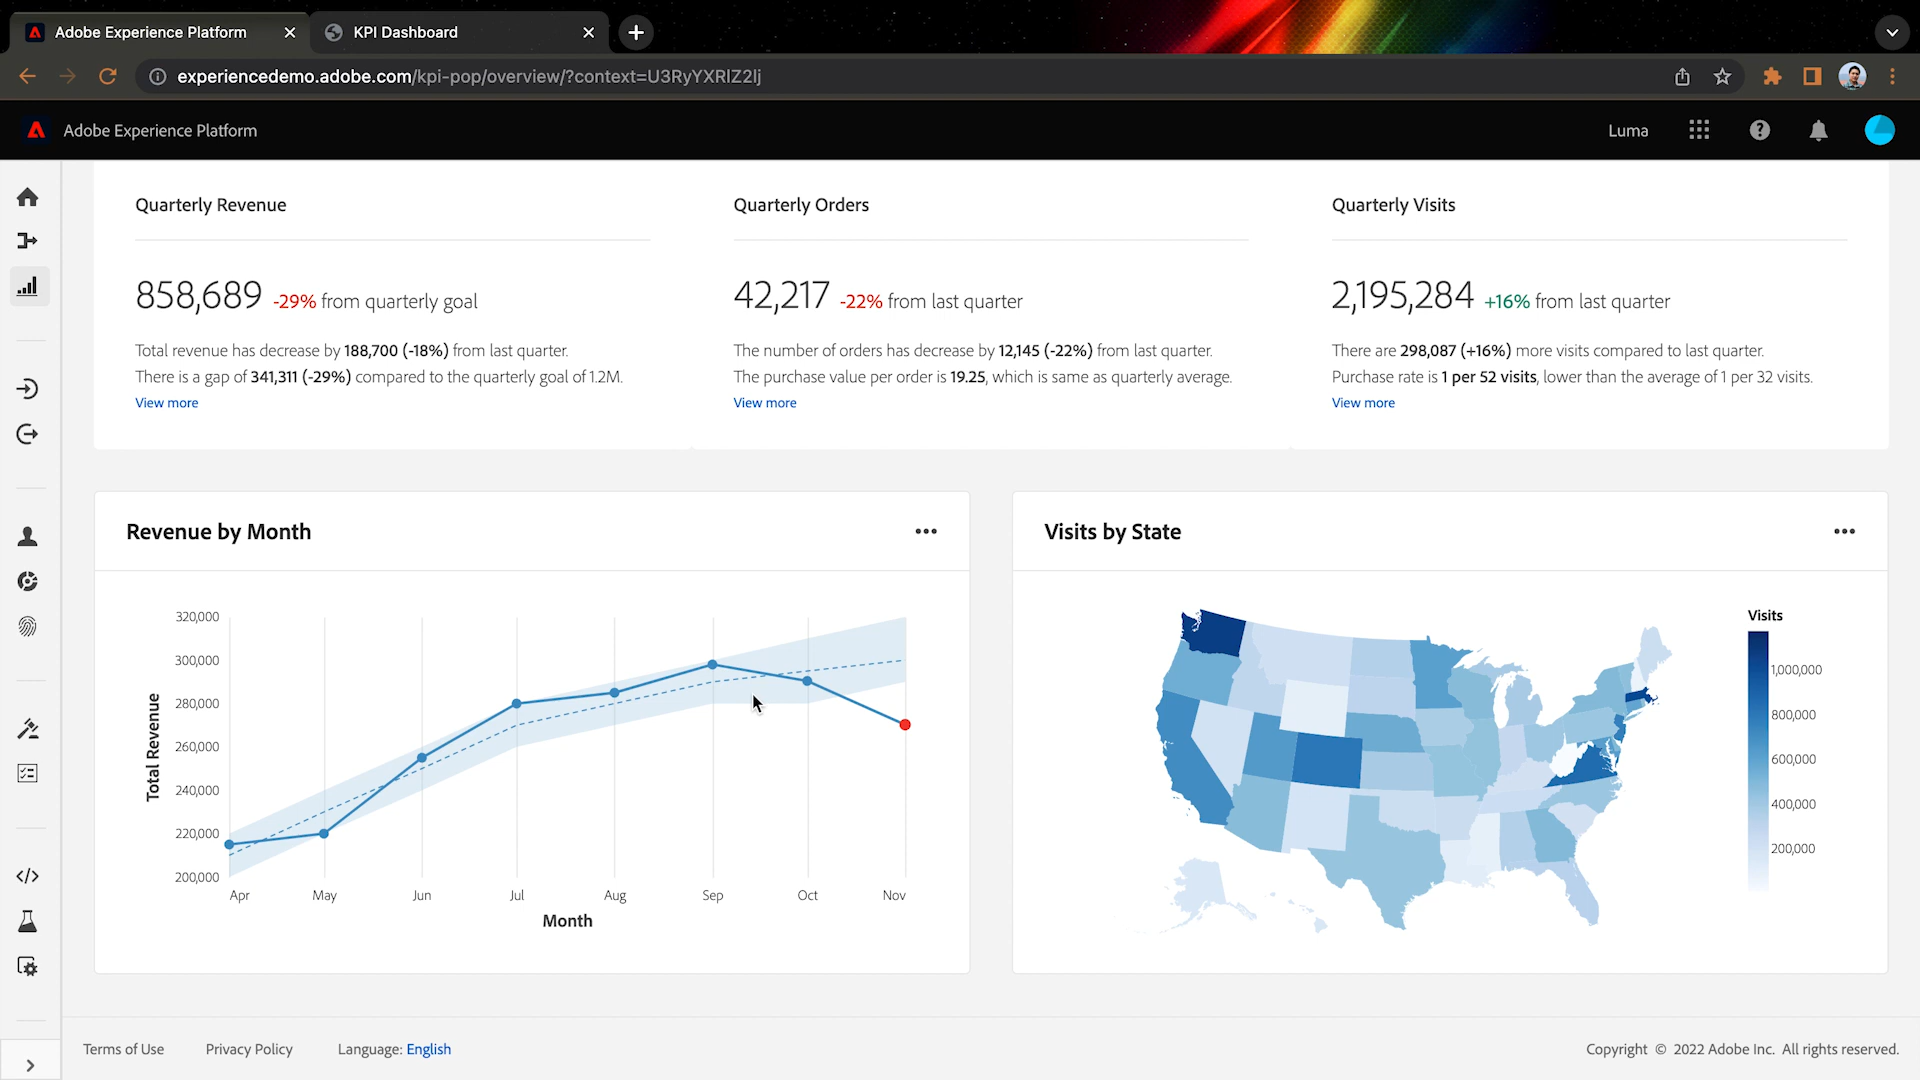 Adobe Experience Platform
KPI Dashboard
experiencedemo.adobe.com/kpi-pop/overview/?context=U3RyYXRlZ2lj
Adobe Experience Platform
Luma
Quarterly Revenue
858,689 -29% from quarterly goal
Total revenue has decrease by 188,700 (-18%) from last quarter.
There is a gap of 341,311 (-29%) compared to the quarterly goal of 1.2M.
View more
Quarterly Orders
42,217 -22% from last quarter
The number of orders has decrease by 12,145 (-22%) from last quarter.
The purchase value per order is 19.25, which is same as quarterly average.
View more
Quarterly Visits
2,195,284 +16% from last quarter
There are 298,087 (+16%) more visits compared to last quarter.
Purchase rate is 1 per 52 visits, lower than the average of 1 per 32 visits.
View more
Revenue by Month
320,000
300,000
280,000
260,000
240,000
220,000
200,000
Total Revenue
Apr May Jun Jul Aug Sep Oct Nov
Month
Visits by State
Visits
1,000,000
800,000
600,000
400,000
200,000
Terms of Use
Privacy Policy
Language: English
Copyright © 2022 Adobe Inc. All rights reserved.